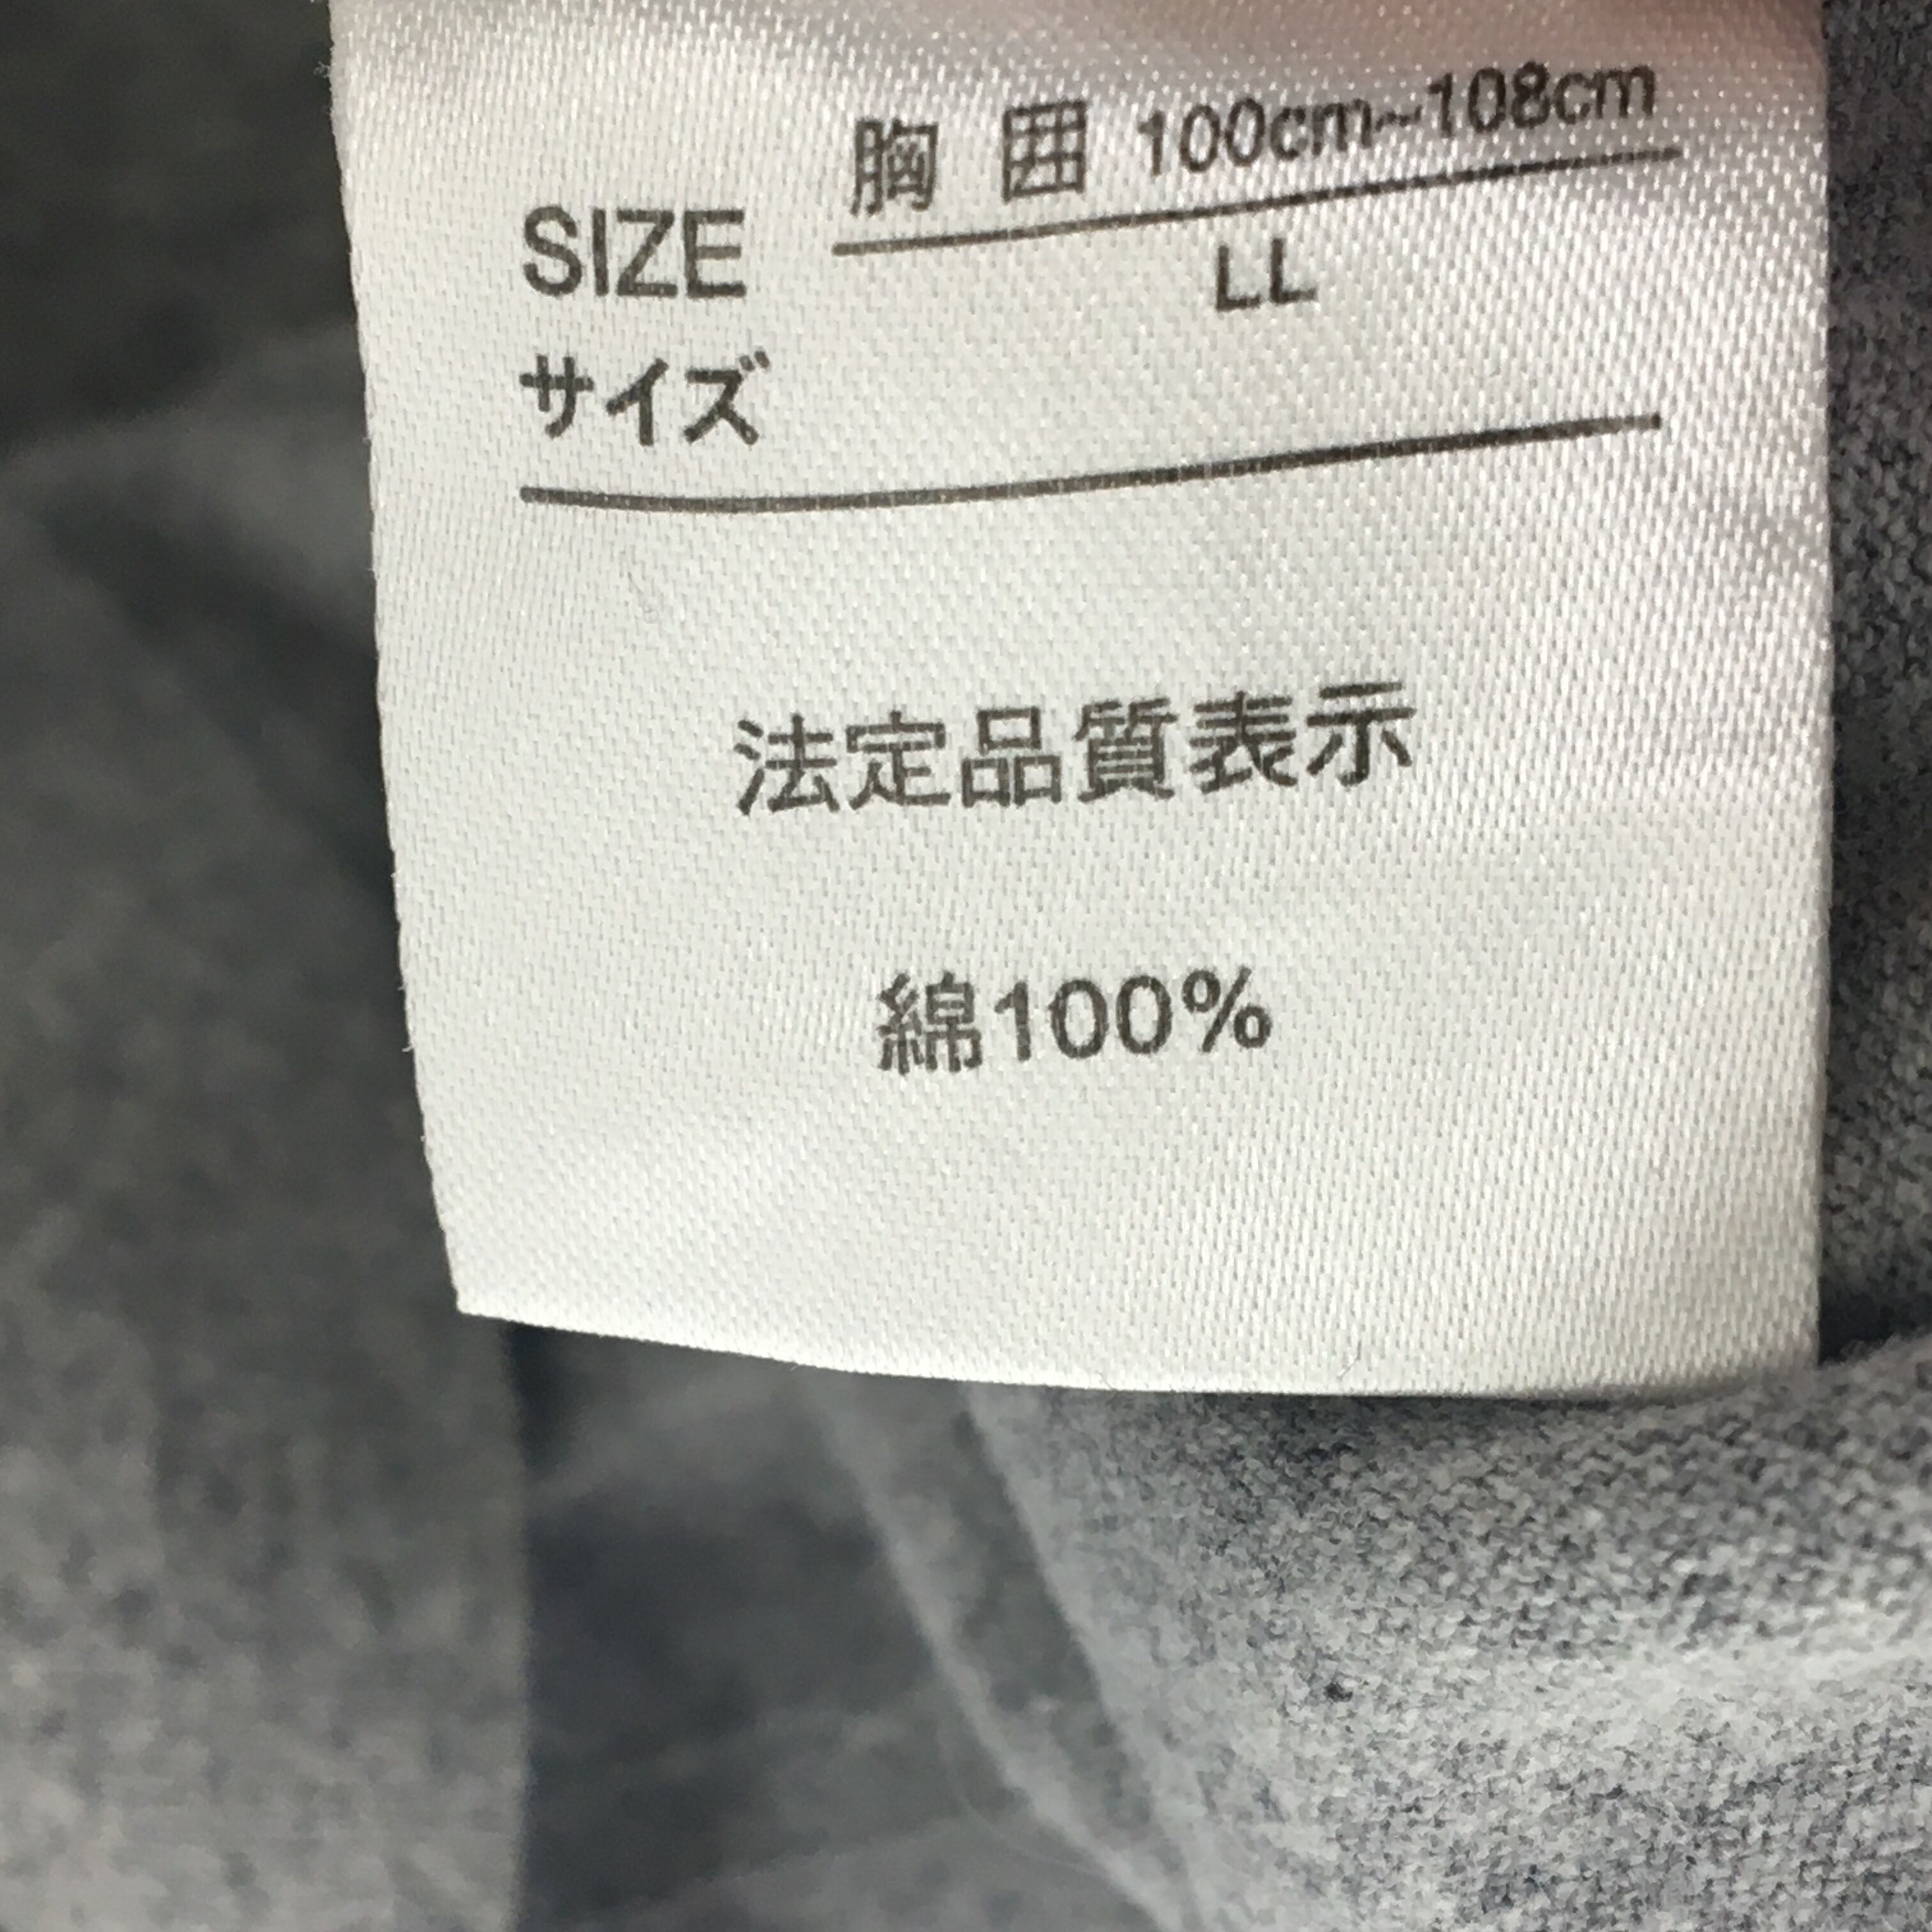 胸 囲 100cm~108cm
SIZE
LL
サイズ
法定品質表示
綿100%